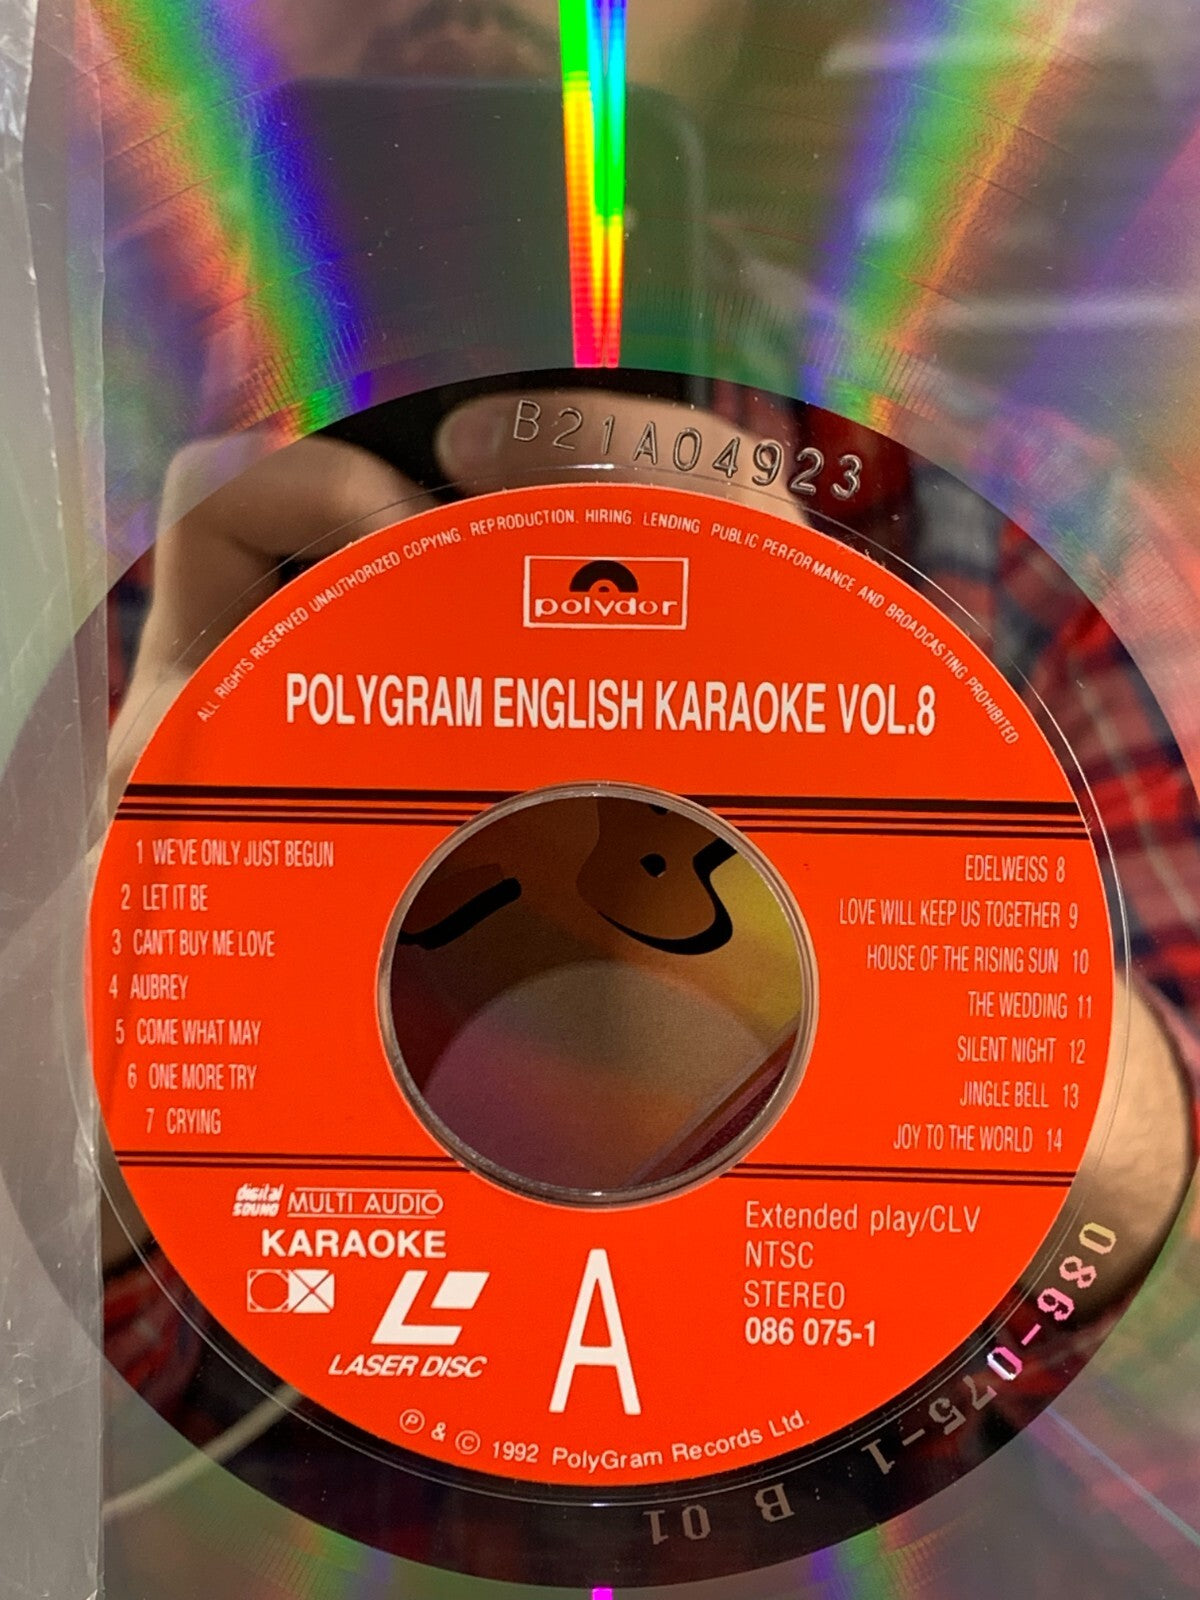 B21A04923
ALL RIGHTS RESERVED UNAUTHORIZED COPYING. REPRODUCTION. HIRING. LENDING. PUBLIC PERFORMANCE AND BROADCASTING PROHIBITED
polydor
POLYGRAM ENGLISH KARAOKE VOL.8
1 WE'VE ONLY JUST BEGUN
2 LET IT BE
3 CAN'T BUY ME LOVE
4 AUBREY
5 COME WHAT MAY
6 ONE MORE TRY
7 CRYING
EDELWEISS 8
LOVE WILL KEEP US TOGETHER 9
HOUSE OF THE RISING SUN 10
THE WEDDING 11
SILENT NIGHT 12
JINGLE BELL 13
JOY TO THE WORLD 14
digital SOUND MULTI AUDIO
KARAOKE
LASER DISC
A
Extended play/CLV
NTSC
STEREO
086 075-1
℗ & © 1992 PolyGram Records Ltd.
086-075-1 B 01